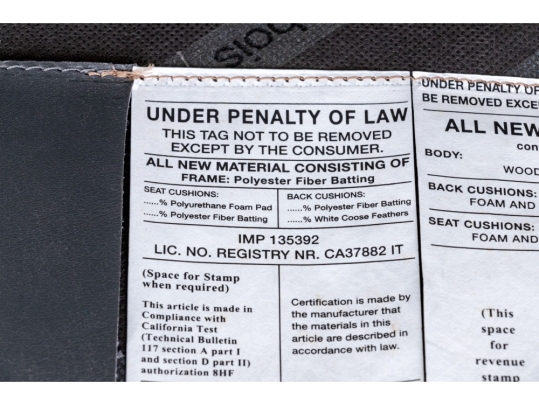 bois
UNDER PENALTY OF LAW
THIS TAG NOT TO BE REMOVED
EXCEPT BY THE CONSUMER.
ALL NEW MATERIAL CONSISTING OF
FRAME: Polyester Fiber Batting
SEAT CUSHIONS:
......% Polyurethane Foam Pad
......% Polyester Fiber Batting
BACK CUSHIONS:
......% Polyester Fiber Batting
......% White Coose Feathers
IMP 135392
LIC. NO. REGISTRY NR. CA37882 IT
(Space for Stamp
when required)
This article is made in
Compliance with
California Test
(Technical Bulletin
117 section A part I
and section D part II)
authorization 8HF
Certification is made by
the manufacturer that
the materials in this
article are described in
accordance with law.
UNDER PENALTY OF
BE REMOVED EXCE
ALL NEW
con
BODY:
WOOD
BACK CUSHIONS:
FOAM AND
SEAT CUSHIONS:
FOAM AND
(This
space
for
revenue
stamp